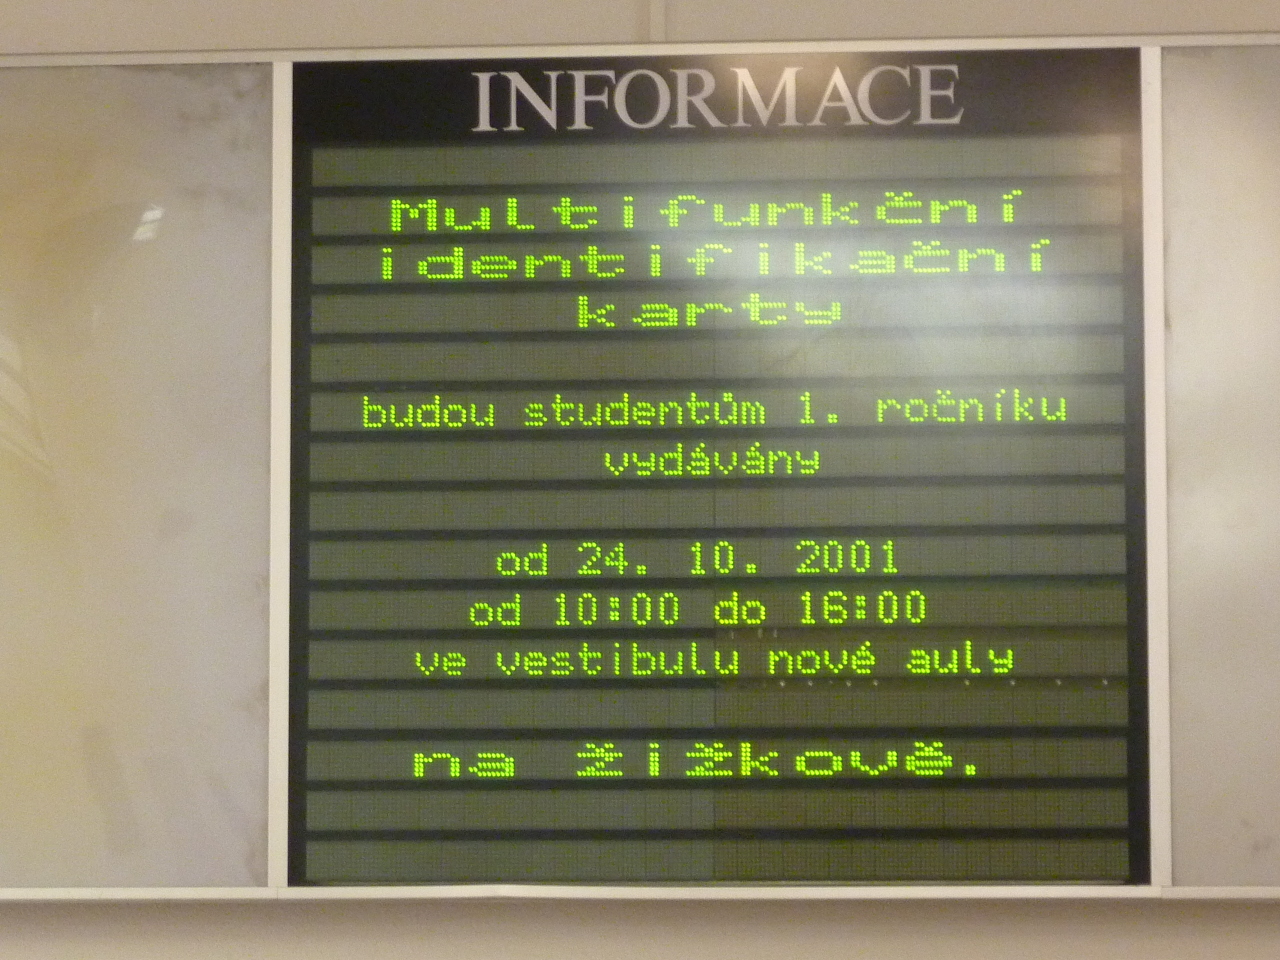 INFORMACE
Multifunkční
identifikační
karty
budou studentům 1. ročníku
vydávány
od 24. 10. 2001
od 10:00 do 16:00
ve vestibulu nové auly
na žižkově.